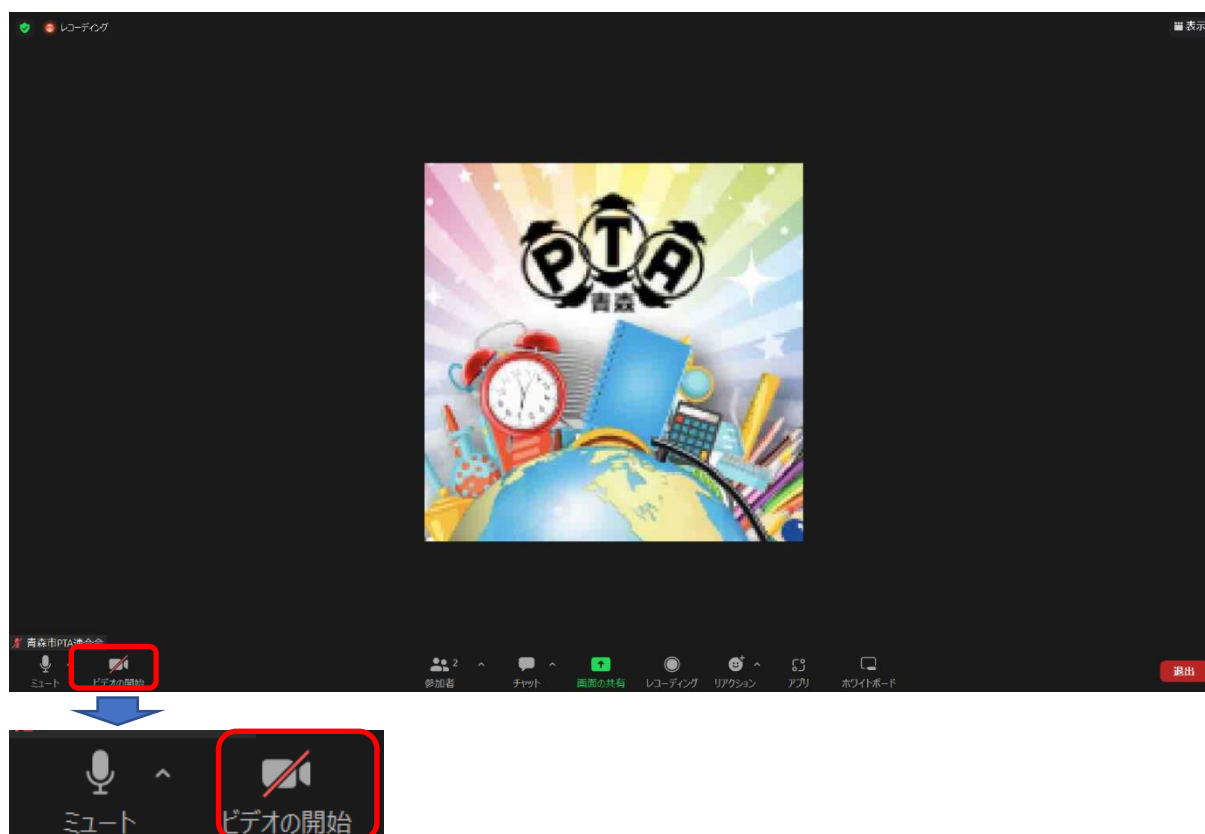 レコーディング
表示
PTA
青森
青森市PTA連合会
ミュート
ビデオの開始
2
参加者
チャット
画面の共有
レコーディング
リアクション
アプリ
ホワイトボード
退出
ミュート
ビデオの開始